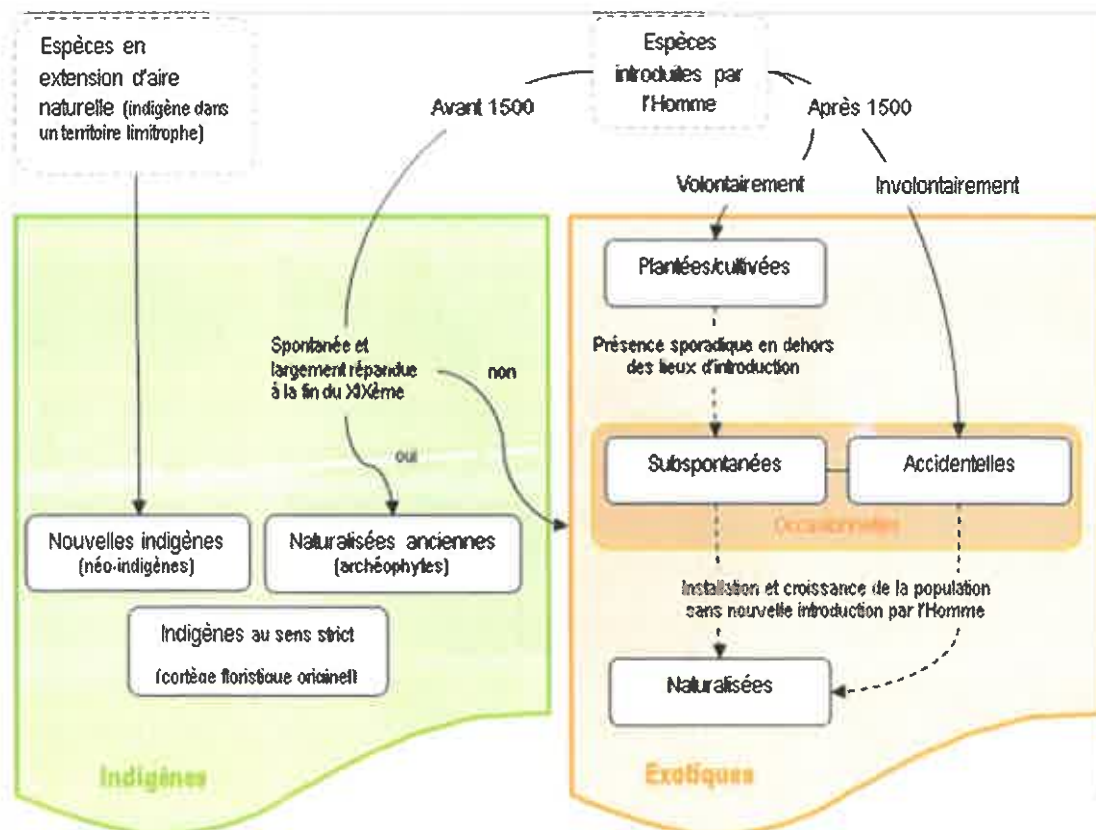 Espèces en
extension d'aire
naturelle (indigène dans
un territoire limitrophe)
Espèces
introduites par
l'Homme
Avant 1500
Après 1500
Volontairement
Involontairement
Plantées/cultivées
Présence sporadique en dehors
des lieux d'introduction
Spontanée et
largement répandue
à la fin du XIXème
non
oui
Subspontanées
Accidentelles
Occasionnelles
Nouvelles indigènes
(néo-indigènes)
Naturalisées anciennes
(archéophytes)
Installation et croissance de la population
sans nouvelle introduction par l'Homme
Indigènes au sens strict
(cortège floristique originel)
Naturalisées
Indigènes
Exotiques